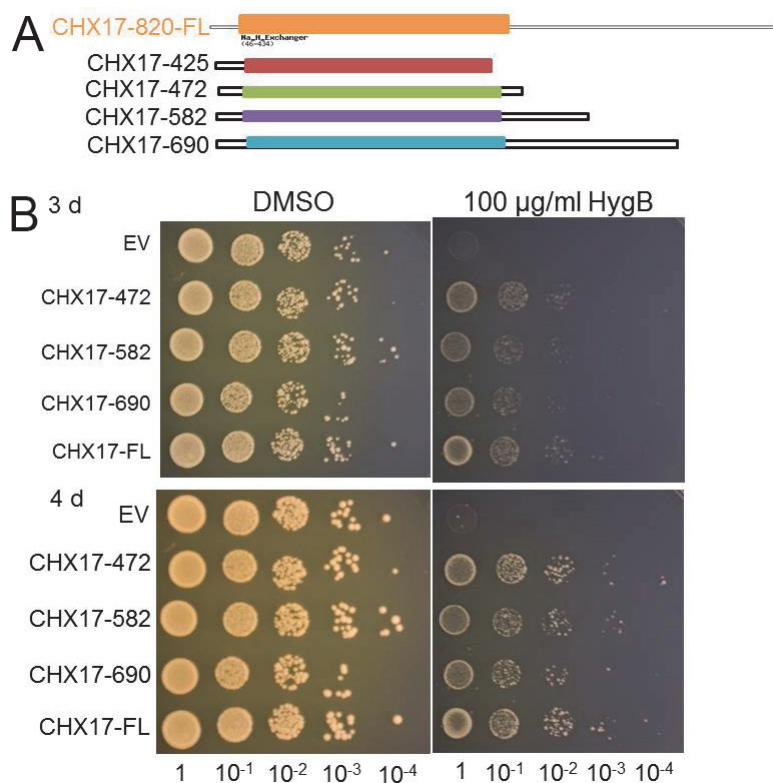 A
CHX17-820-FL
Na_H_Exchanger
(46-434)
CHX17-425
CHX17-472
CHX17-582
CHX17-690
B
3 d
DMSO
100 µg/ml HygB
EV
CHX17-472
CHX17-582
CHX17-690
CHX17-FL
4 d
EV
CHX17-472
CHX17-582
CHX17-690
CHX17-FL
1 10⁻¹ 10⁻² 10⁻³ 10⁻⁴ 1 10⁻¹ 10⁻² 10⁻³ 10⁻⁴